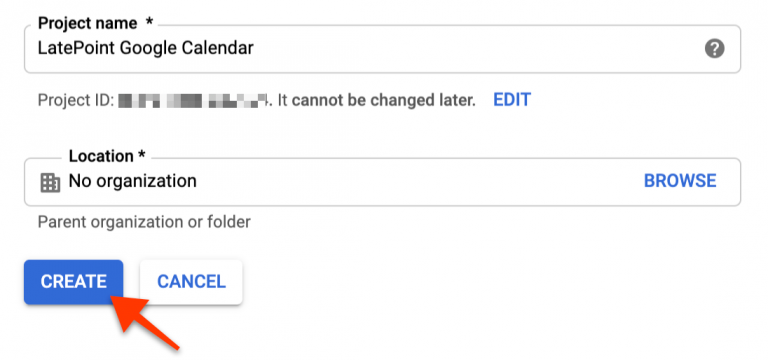 Project name *
LatePoint Google Calendar
Project ID: . It cannot be changed later. EDIT
Location *
No organization BROWSE
Parent organization or folder
CREATE CANCEL